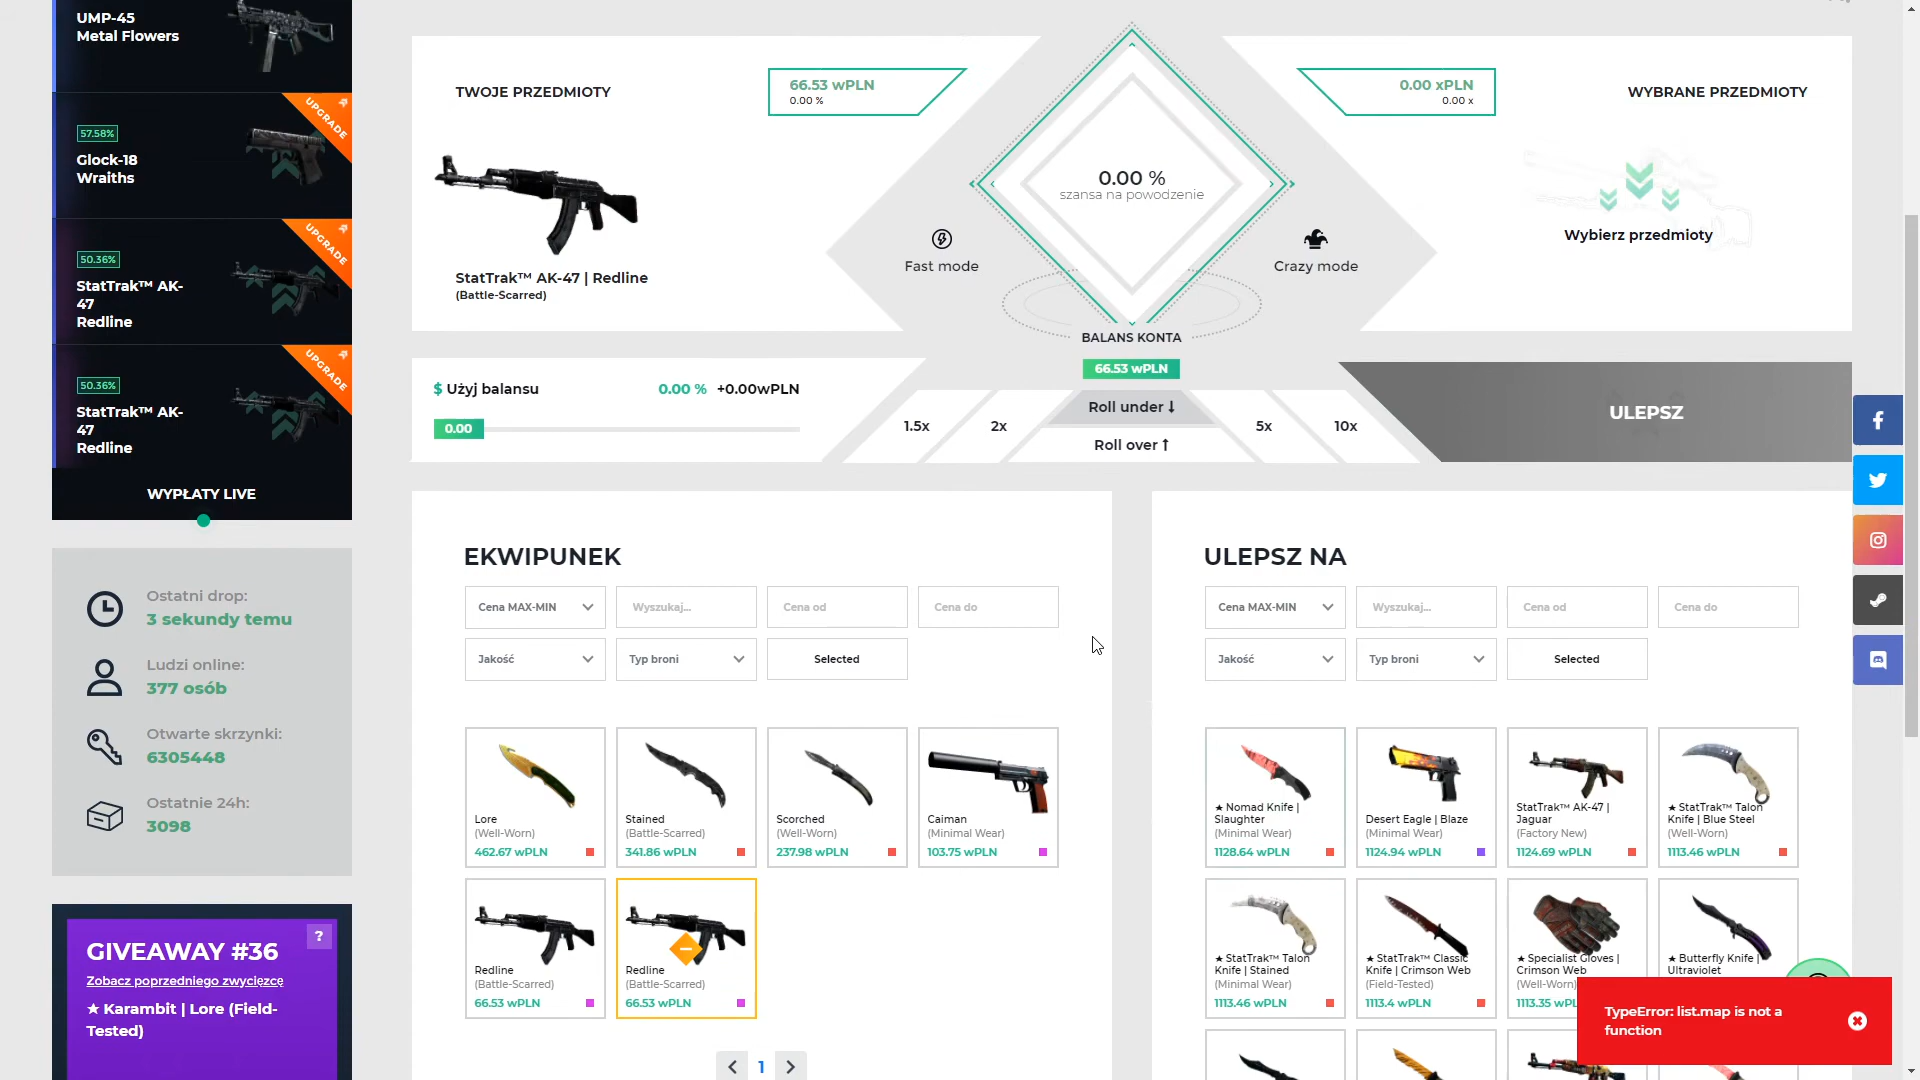 UMP-45
Metal Flowers
UPGRADE
57.58%
Glock-18
Wraiths
UPGRADE
50.36%
StatTrak™ AK-
47
Redline
UPGRADE
50.36%
StatTrak™ AK-
47
Redline
WYPŁATY LIVE
Ostatni drop:
3 sekundy temu
Ludzi online:
377 osób
Otwarte skrzynki:
6305448
Ostatnie 24h:
3098
GIVEAWAY #36
?
Zobacz poprzedniego zwycięzcę
★ Karambit | Lore (Field-
Tested)
TWOJE PRZEDMIOTY
66.53 wPLN
0.00 %
StatTrak™ AK-47 | Redline
(Battle-Scarred)
0.00 %
szansa na powodzenie
Fast mode
Crazy mode
0.00 xPLN
0.00 x
WYBRANE PRZEDMIOTY
Wybierz przedmioty
BALANS KONTA
66.53 wPLN
$ Użyj balansu
0.00 % +0.00wPLN
0.00
1.5x
2x
Roll under
Roll over
5x
10x
ULEPSZ
EKWIPUNEK
Cena MAX-MIN
Wyszukaj...
Cena od
Cena do
Jakość
Typ broni
Selected
Lore
(Well-Worn)
462.67 wPLN
Stained
(Battle-Scarred)
341.86 wPLN
Scorched
(Well-Worn)
237.98 wPLN
Caiman
(Minimal Wear)
103.75 wPLN
Redline
(Battle-Scarred)
66.53 wPLN
Redline
(Battle-Scarred)
66.53 wPLN
1
ULEPSZ NA
Cena MAX-MIN
Wyszukaj...
Cena od
Cena do
Jakość
Typ broni
Selected
★ Nomad Knife |
Slaughter
(Minimal Wear)
1128.64 wPLN
Desert Eagle | Blaze
(Minimal Wear)
1124.94 wPLN
StatTrak™ AK-47 |
Jaguar
(Factory New)
1124.69 wPLN
★ StatTrak™ Talon
Knife | Blue Steel
(Well-Worn)
1113.46 wPLN
★ StatTrak™ Talon
Knife | Stained
(Minimal Wear)
1113.46 wPLN
★ StatTrak™ Classic
Knife | Crimson Web
(Field-Tested)
1113.4 wPLN
★ Specialist Gloves |
Crimson Web
(Well-Worn)
1113.35 wPL
★ Butterfly Knife |
Ultraviolet
TypeError: list.map is not a
function